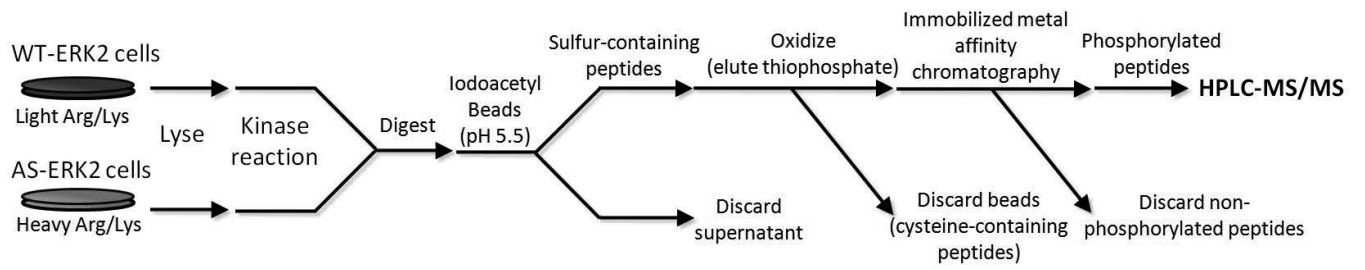 WT-ERK2 cells
Light Arg/Lys
AS-ERK2 cells
Heavy Arg/Lys
Lyse
Kinase
reaction
Digest
Iodoacetyl
Beads
(pH 5.5)
Sulfur-containing
peptides
Discard
supernatant
Oxidize
(elute thiophosphate)
Discard beads
(cysteine-containing
peptides)
Immobilized metal
affinity
chromatography
Discard non-
phosphorylated peptides
Phosphorylated
peptides
HPLC-MS/MS